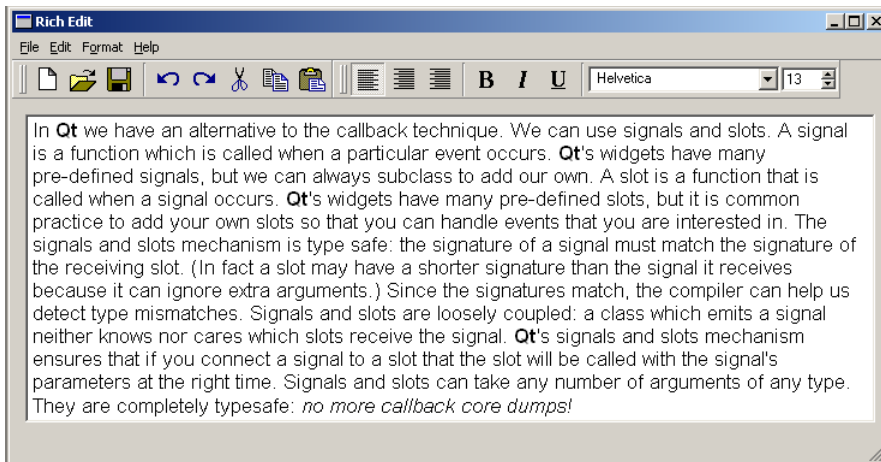 Rich Edit
File Edit Format Help
B I U Helvetica 13
In Qt we have an alternative to the callback technique. We can use signals and slots. A signal
is a function which is called when a particular event occurs. Qt's widgets have many
pre-defined signals, but we can always subclass to add our own. A slot is a function that is
called when a signal occurs. Qt's widgets have many pre-defined slots, but it is common
practice to add your own slots so that you can handle events that you are interested in. The
signals and slots mechanism is type safe: the signature of a signal must match the signature of
the receiving slot. (In fact a slot may have a shorter signature than the signal it receives
because it can ignore extra arguments.) Since the signatures match, the compiler can help us
detect type mismatches. Signals and slots are loosely coupled: a class which emits a signal
neither knows nor cares which slots receive the signal. Qt's signals and slots mechanism
ensures that if you connect a signal to a slot that the slot will be called with the signal's
parameters at the right time. Signals and slots can take any number of arguments of any type.
They are completely typesafe: no more callback core dumps!